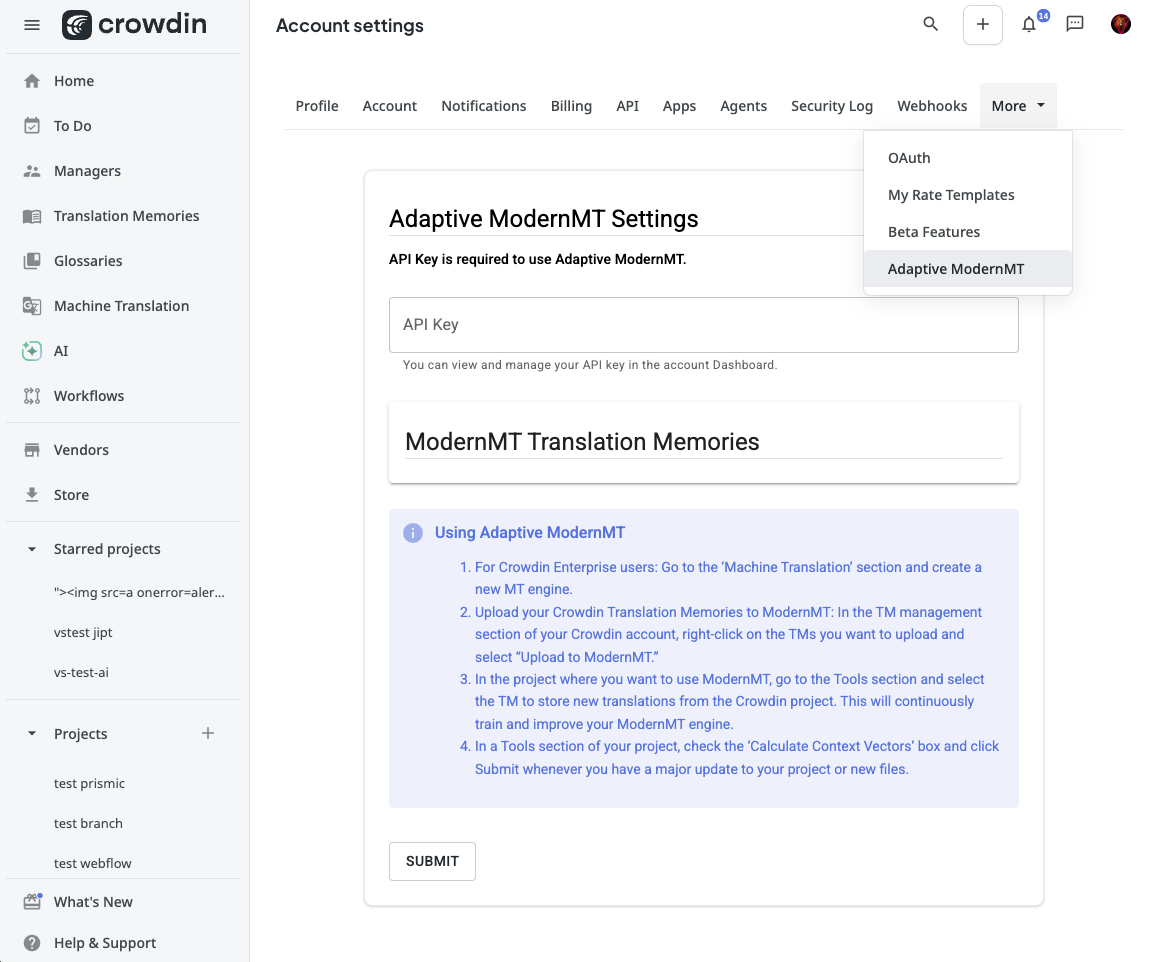 crowdin
Account settings
14
Home
To Do
Managers
Translation Memories
Glossaries
Machine Translation
AI
Workflows
Vendors
Store
Starred projects
"><img src=a onerror=aler...
vstest jipt
vs-test-ai
Projects
test prismic
test branch
test webflow
What's New
Help & Support
Profile
Account
Notifications
Billing
API
Apps
Agents
Security Log
Webhooks
More
OAuth
My Rate Templates
Beta Features
Adaptive ModernMT
Adaptive ModernMT Settings
API Key is required to use Adaptive ModernMT.
API Key
You can view and manage your API key in the account Dashboard.
ModernMT Translation Memories
Using Adaptive ModernMT
1. For Crowdin Enterprise users: Go to the ‘Machine Translation’ section and create a
new MT engine.
2. Upload your Crowdin Translation Memories to ModernMT: In the TM management
section of your Crowdin account, right-click on the TMs you want to upload and
select “Upload to ModernMT.”
3. In the project where you want to use ModernMT, go to the Tools section and select
the TM to store new translations from the Crowdin project. This will continuously
train and improve your ModernMT engine.
4. In a Tools section of your project, check the ‘Calculate Context Vectors’ box and click
Submit whenever you have a major update to your project or new files.
SUBMIT